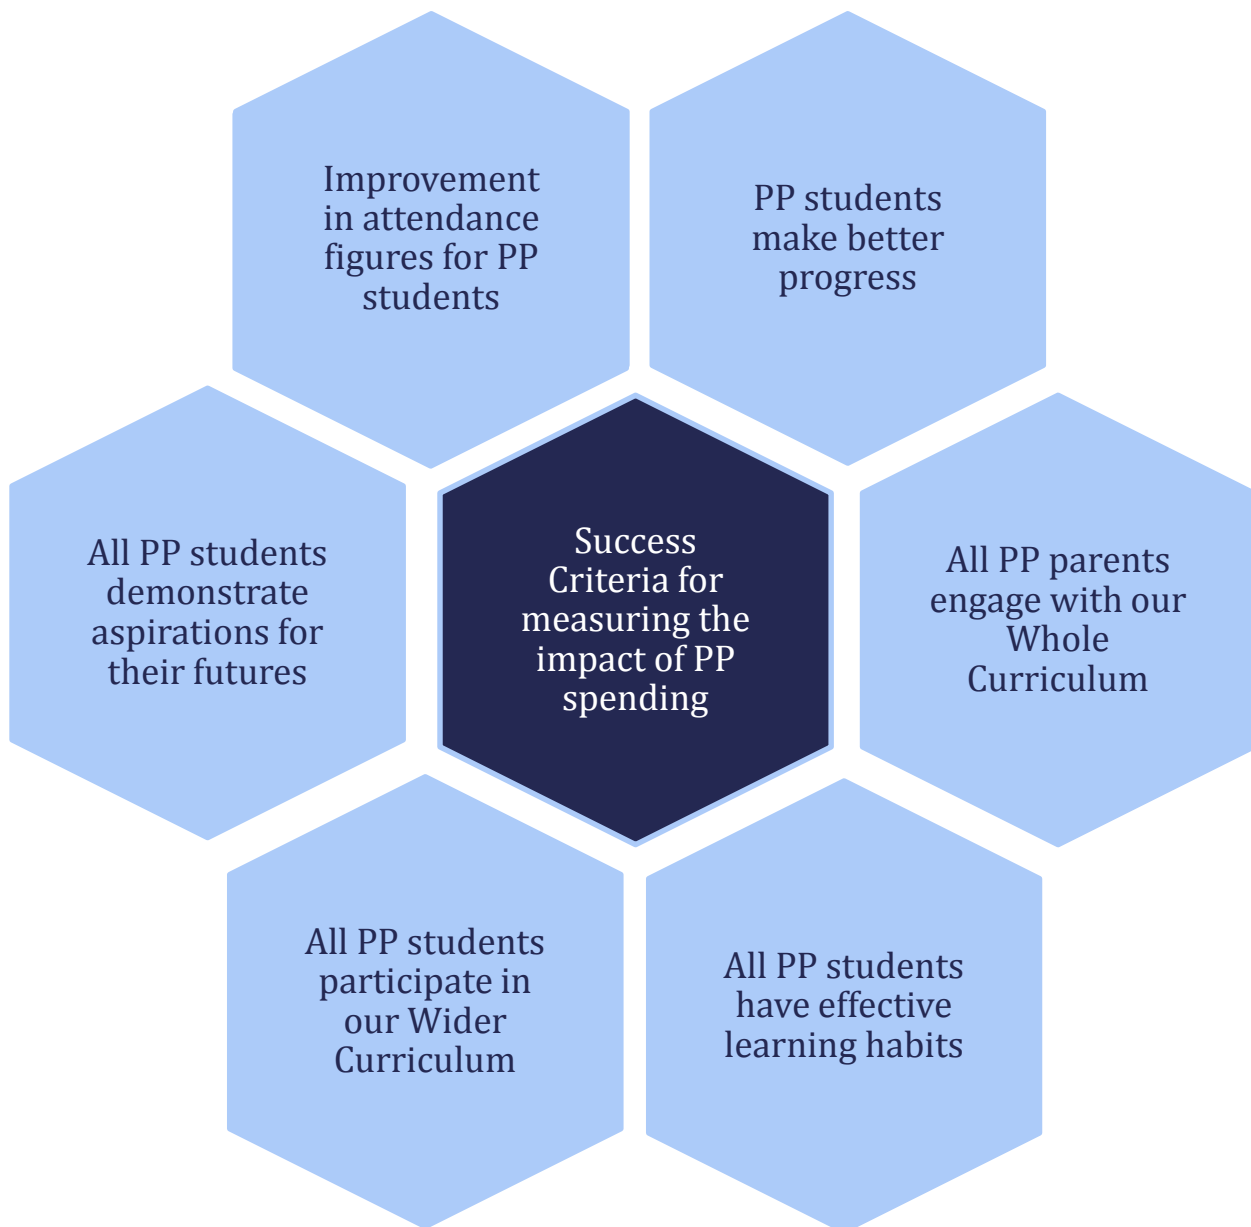 Improvement
in attendance
figures for PP
students
PP students
make better
progress
All PP students
demonstrate
aspirations for
their futures
Success
Criteria for
measuring the
impact of PP
spending
All PP parents
engage with our
Whole
Curriculum
All PP students
participate in
our Wider
Curriculum
All PP students
have effective
learning habits